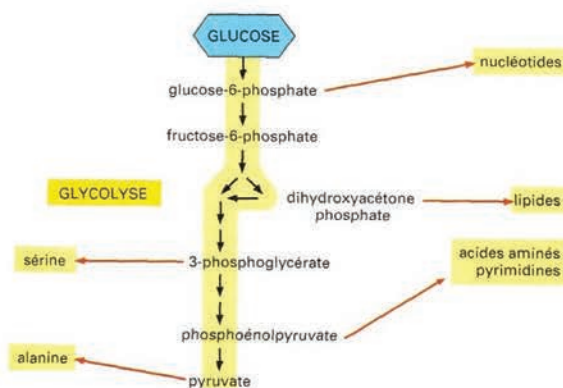 GLUCOSE
nucléotides
glucose-6-phosphate
fructose-6-phosphate
GLYCOLYSE
dihydroxyacétone
phosphate
lipides
acides aminés
pyrimidines
sérine
3-phosphoglycérate
phosphoénolpyruvate
alanine
pyruvate